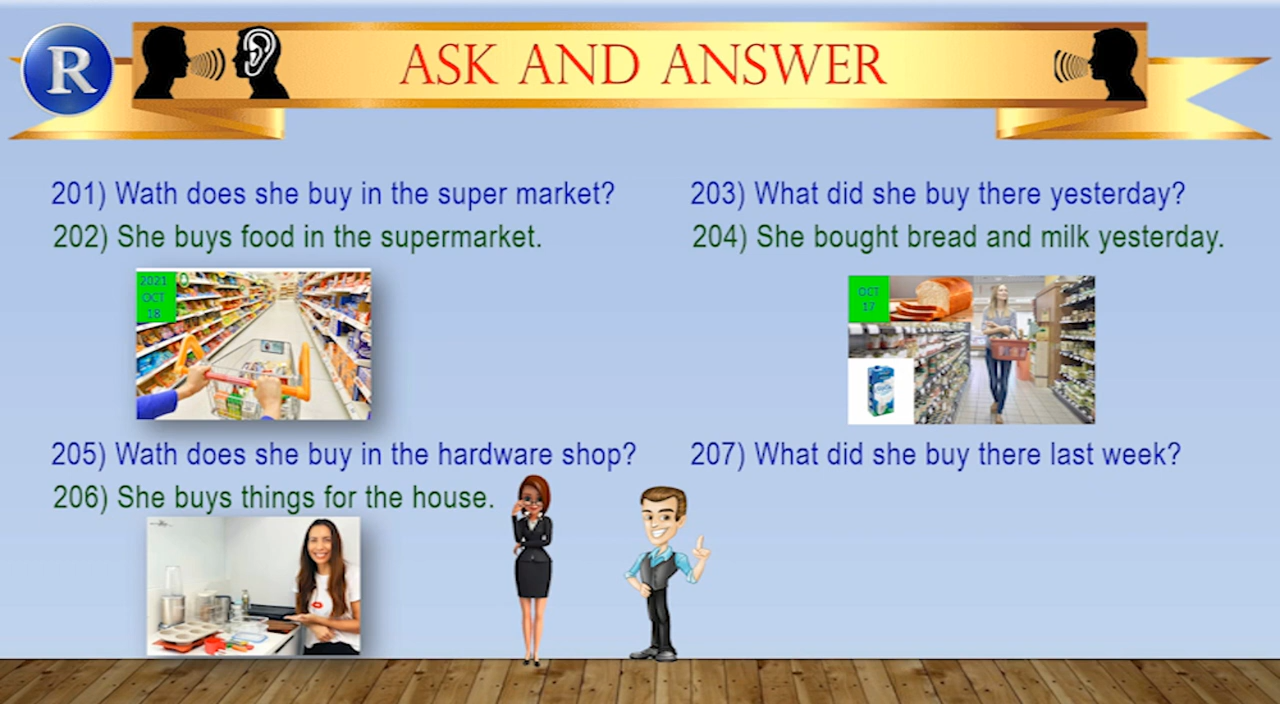 R
ASK AND ANSWER
201) Wath does she buy in the super market?
202) She buys food in the supermarket.
2021
OCT
18
203) What did she buy there yesterday?
204) She bought bread and milk yesterday.
OCT
17
205) Wath does she buy in the hardware shop?
206) She buys things for the house.
207) What did she buy there last week?